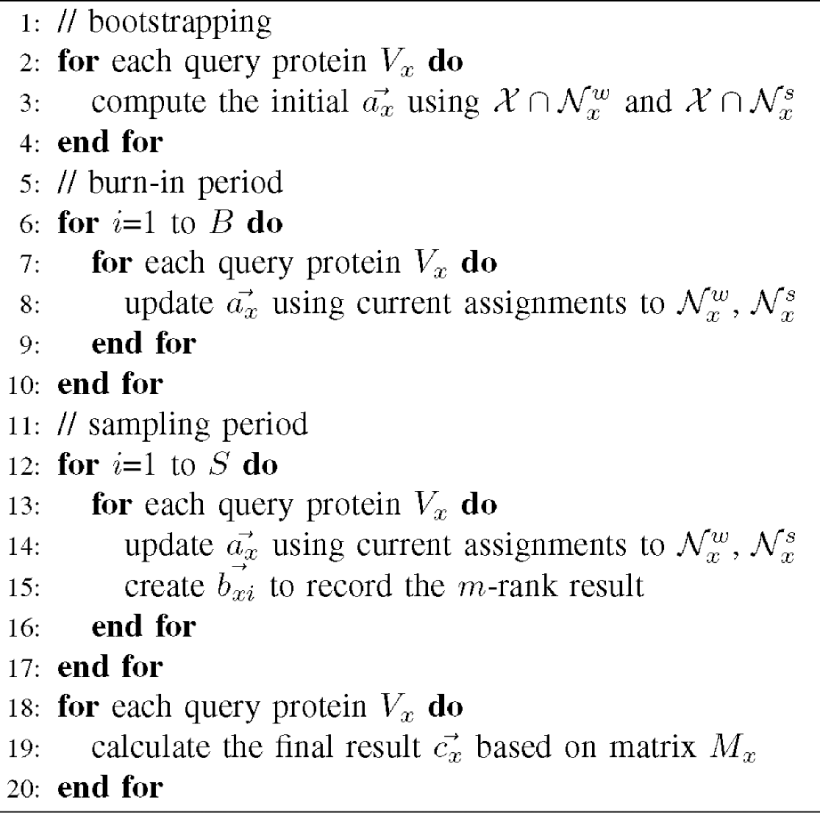 1: // bootstrapping
2: for each query protein $V_x$ do
3: compute the initial $\vec{a_x}$ using $\mathcal{X} \cap \mathcal{N}_x^w$ and $\mathcal{X} \cap \mathcal{N}_x^s$
4: end for
5: // burn-in period
6: for $i$=1 to $B$ do
7: for each query protein $V_x$ do
8: update $\vec{a_x}$ using current assignments to $\mathcal{N}_x^w$, $\mathcal{N}_x^s$
9: end for
10: end for
11: // sampling period
12: for $i$=1 to $S$ do
13: for each query protein $V_x$ do
14: update $\vec{a_x}$ using current assignments to $\mathcal{N}_x^w$, $\mathcal{N}_x^s$
15: create $\vec{b_{xi}}$ to record the $m$-rank result
16: end for
17: end for
18: for each query protein $V_x$ do
19: calculate the final result $\vec{c_x}$ based on matrix $M_x$
20: end for